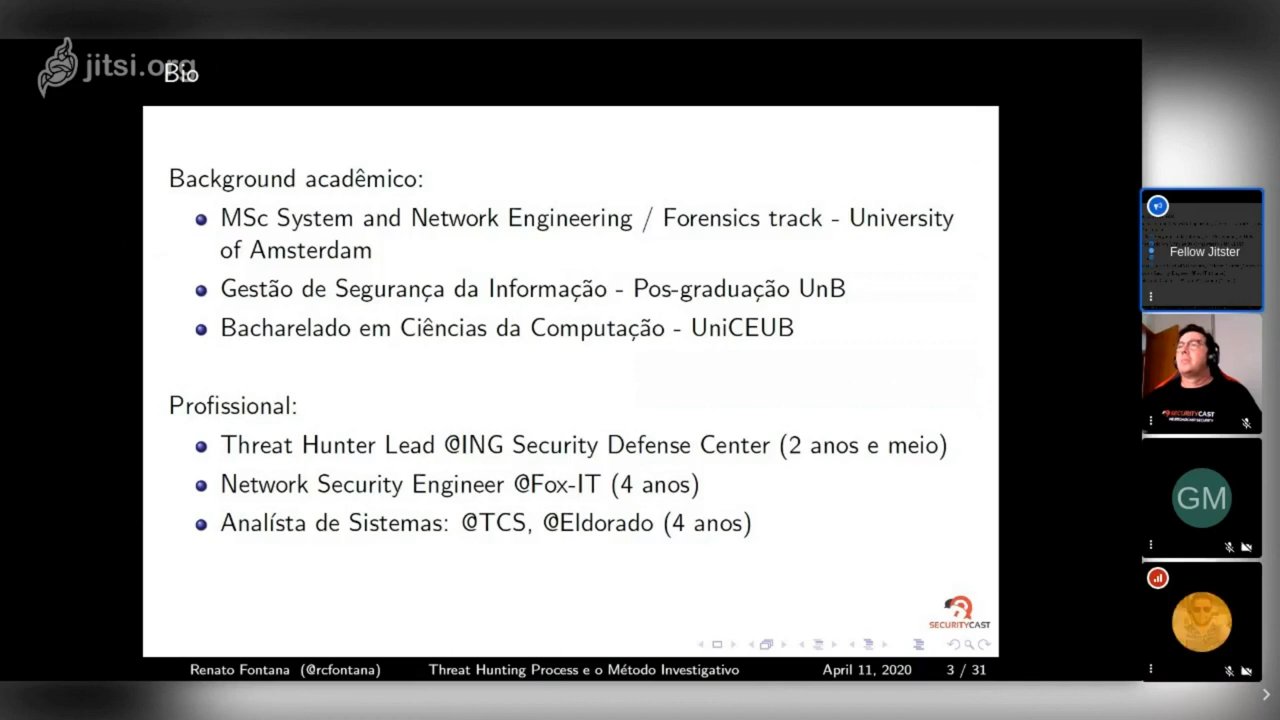 jitsi.org
Bio
Background acadêmico:
MSc System and Network Engineering / Forensics track - University
of Amsterdam
Gestão de Segurança da Informação - Pos-graduação UnB
Bacharelado em Ciências da Computação - UniCEUB
Profissional:
Threat Hunter Lead @ING Security Defense Center (2 anos e meio)
Network Security Engineer @Fox-IT (4 anos)
Analísta de Sistemas: @TCS, @Eldorado (4 anos)
SECURITYCAST
Renato Fontana (@rcfontana) Threat Hunting Process e o Método Investigativo April 11, 2020 3 / 31
Fellow Jitster
SECURITYCAST
GM